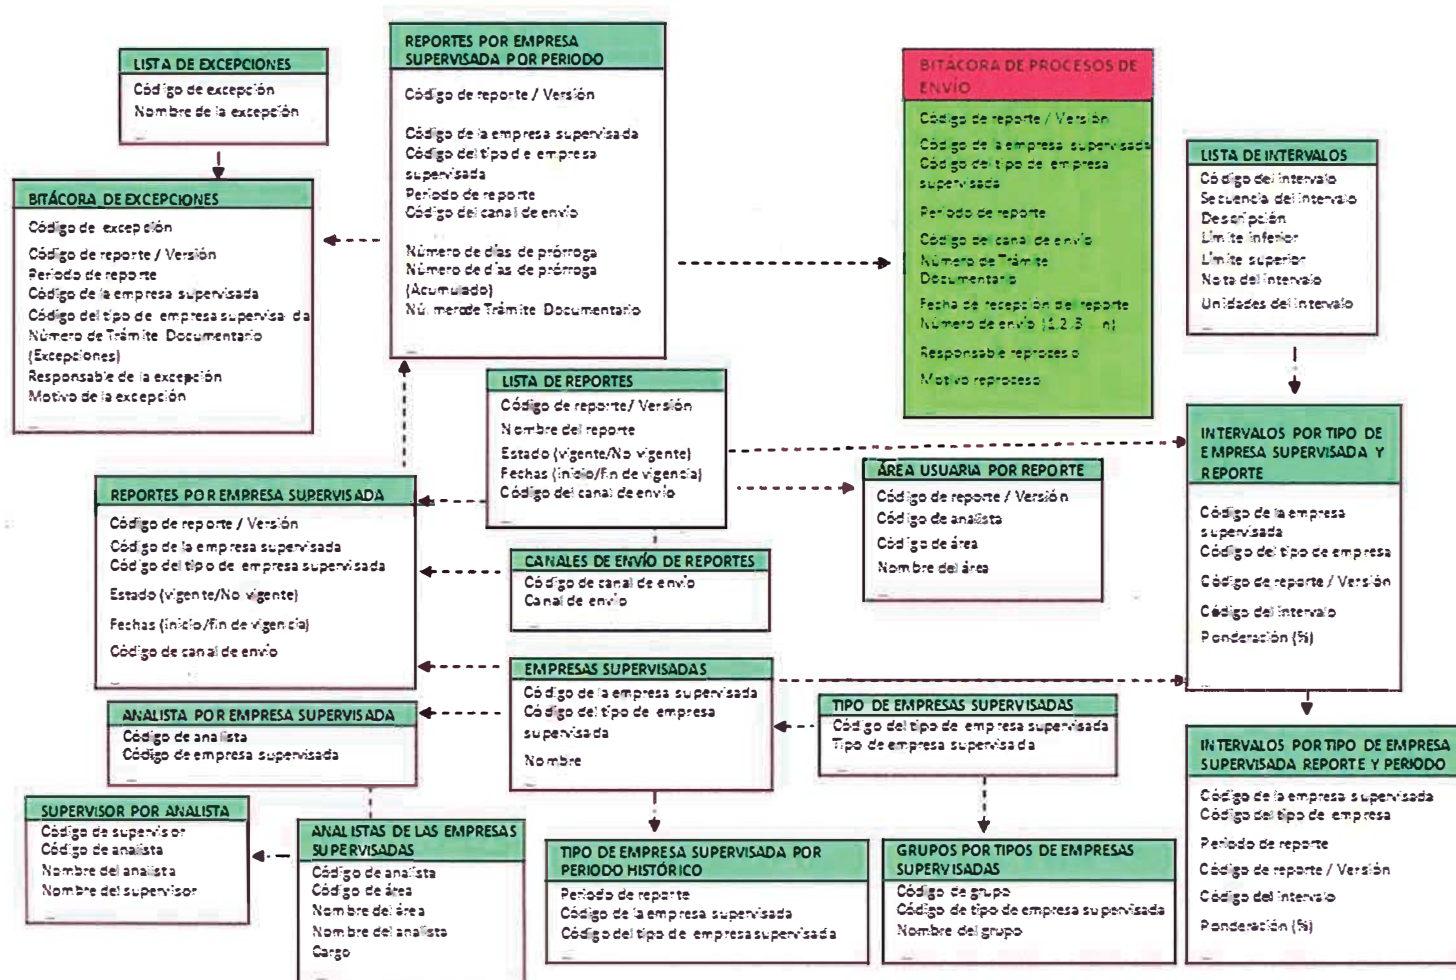 LISTA DE EXCEPCIONES
Código de excepción
Nombre de la excepción
REPORTES POR EMPRESA
SUPERVISADA POR PERIODO
Código de reporte / Versión
Código de la empresa supervisada
Código del tipo de empresa
supervisada
Periodo de reporte
Código del canal de envío
Número de días de prórroga
Número de días de prórroga
(Acumulado)
Número de Trámite Documentario
BITÁCORA DE PROCESOS DE
ENVÍO
Código de reporte / Versión
Código de la empresa supervisada
Código del tipo de empresa
supervisada
Periodo de reporte
Código de canal de envío
Número de Trámite
Documentario
Fecha de recepción de reporte
Número de envío (1,2,3 ... n)
Responsable reproceso
Motivo reproceso
LISTA DE INTERVALOS
Código del intervalo
Secuencia del intervalo
Descripción
Límite inferior
Límite superior
Nota del intervalo
Unidades del intervalo
BITÁCORA DE EXCEPCIONES
Código de excepción
Código de reporte / Versión
Periodo de reporte
Código de la empresa supervisada
Código del tipo de empresa supervisada
Número de Trámite Documentario
(Excepciones)
Responsable de la excepción
Motivo de la excepción
LISTA DE REPORTES
Código de reporte/ Versión
Nombre del reporte
Estado (vigente/No vigente)
Fechas (inicio/fin de vigencia)
Código del canal de envío
INTERVALOS POR TIPO DE
EMPRESA SUPERVISADA Y
REPORTE
Código de la empresa
supervisada
Código del tipo de empresa
Código de reporte / Versión
Código del intervalo
Ponderación (%)
ÁREA USUARIA POR REPORTE
Código de reporte / Versión
Código de analista
Código de área
Nombre del área
REPORTES POR EMPRESA SUPERVISADA
Código de reporte / Versión
Código de la empresa supervisada
Código del tipo de empresa supervisada
Estado (vigente/No vigente)
Fechas (inicio/fin de vigencia)
Código de canal de envío
CANALES DE ENVÍO DE REPORTES
Código de canal de envío
Canal de envío
EMPRESAS SUPERVISADAS
Código de la empresa supervisada
Código del tipo de empresa
supervisada
Nombre
TIPO DE EMPRESAS SUPERVISADAS
Código del tipo de empresa supervisada
Tipo de empresa supervisada
ANALISTA POR EMPRESA SUPERVISADA
Código de analista
Código de empresa supervisada
INTERVALOS POR TIPO DE EMPRESA
SUPERVISADA REPORTE Y PERIODO
Código de la empresa supervisada
Código del tipo de empresa
Periodo de reporte
Código de reporte / Versión
Código del intervalo
Ponderación (%)
SUPERVISOR POR ANALISTA
Código de supervisor
Código de analista
Nombre del analista
Nombre del supervisor
ANALISTAS DE LAS EMPRESAS
SUPERVISADAS
Código de analista
Código de área
Nombre del área
Nombre del analista
Cargo
TIPO DE EMPRESA SUPERVISADA POR
PERIODO HISTÓRICO
Periodo de reporte
Código de la empresa supervisada
Código del tipo de empresa supervisada
GRUPOS POR TIPOS DE EMPRESAS
SUPERVISADAS
Código de grupo
Código de tipo de empresa supervisada
Nombre del grupo